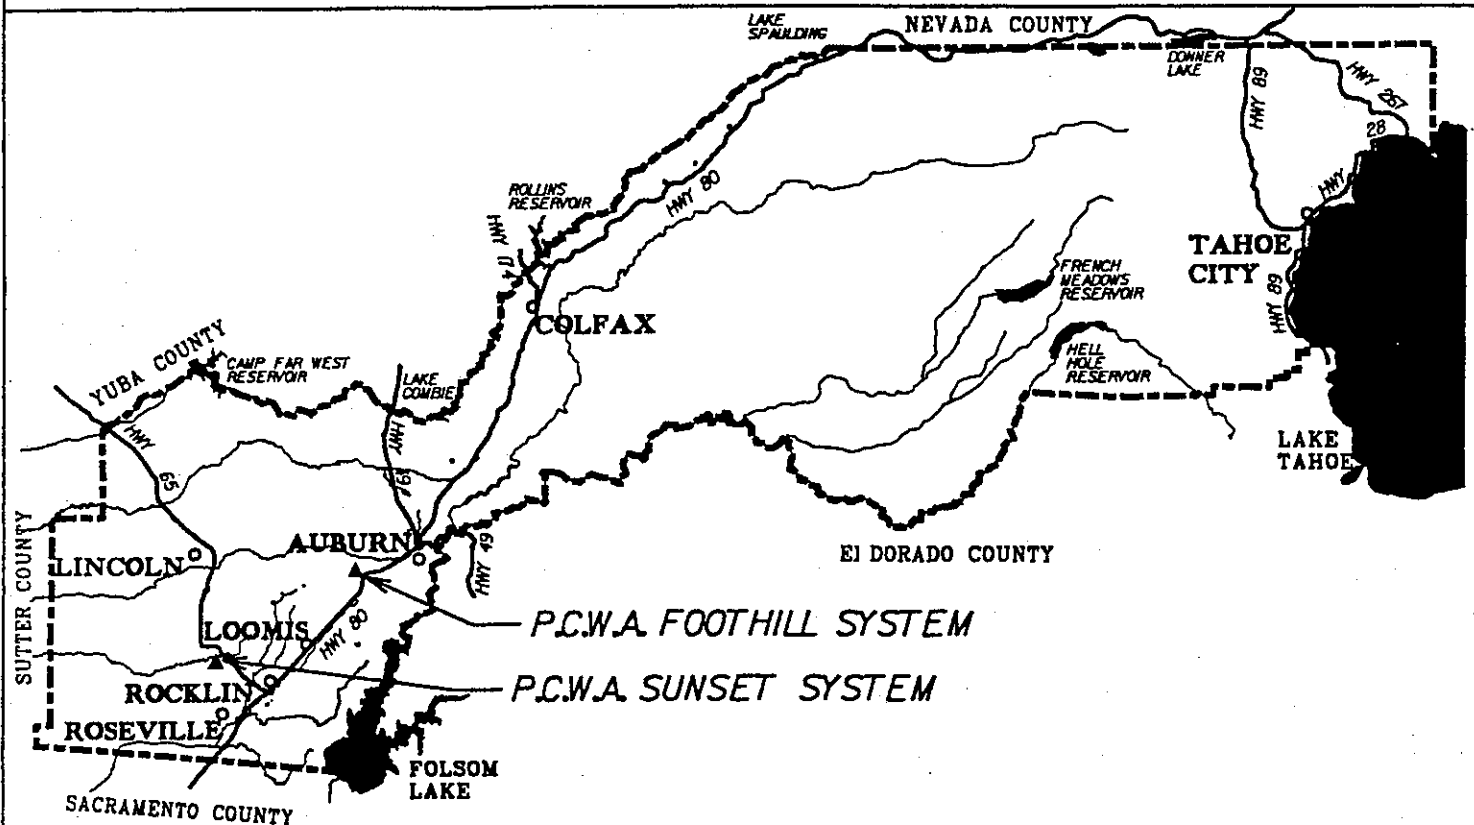 LAKE
SPAULDING
NEVADA COUNTY
DONNER
LAKE
HWY 89
HWY 267
28
HWY
ROLLINS
RESERVOIR
HWY 174
HWY 80
TAHOE
CITY
HWY 89
FRENCH
MEADOWS
RESERVOIR
COLFAX
YUBA COUNTY
CAMP FAR WEST
RESERVOIR
LAKE
COMBIE
HELL
HOLE
RESERVOIR
HWY
65
HWY
49
LAKE
TAHOE
SUTTER COUNTY
AUBURN
HWY 49
El DORADO COUNTY
LINCOLN
P.C.W.A. FOOTHILL SYSTEM
LOOMIS
HWY 80
P.C.W.A. SUNSET SYSTEM
ROCKLIN
ROSEVILLE
FOLSOM
LAKE
SACRAMENTO COUNTY